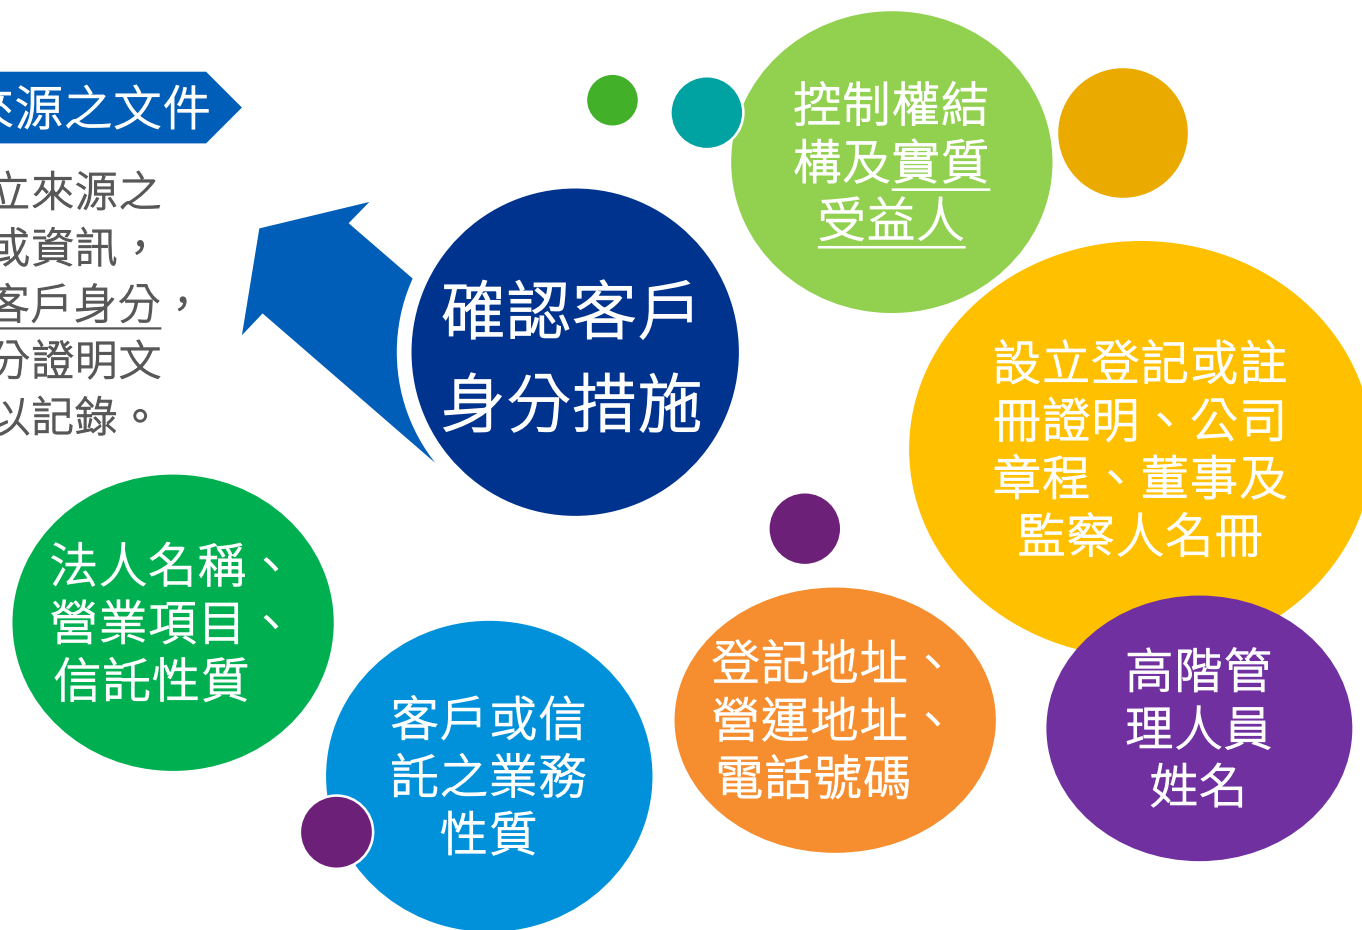 來源之文件
立來源之
或資訊，
客戶身分，
分證明文
以記錄。
確認客戶
身分措施
控制權結
構及實質
受益人
設立登記或註
冊證明、公司
章程、董事及
監察人名冊
法人名稱、
營業項目、
信託性質
客戶或信
託之業務
性質
登記地址、
營運地址、
電話號碼
高階管
理人員
姓名